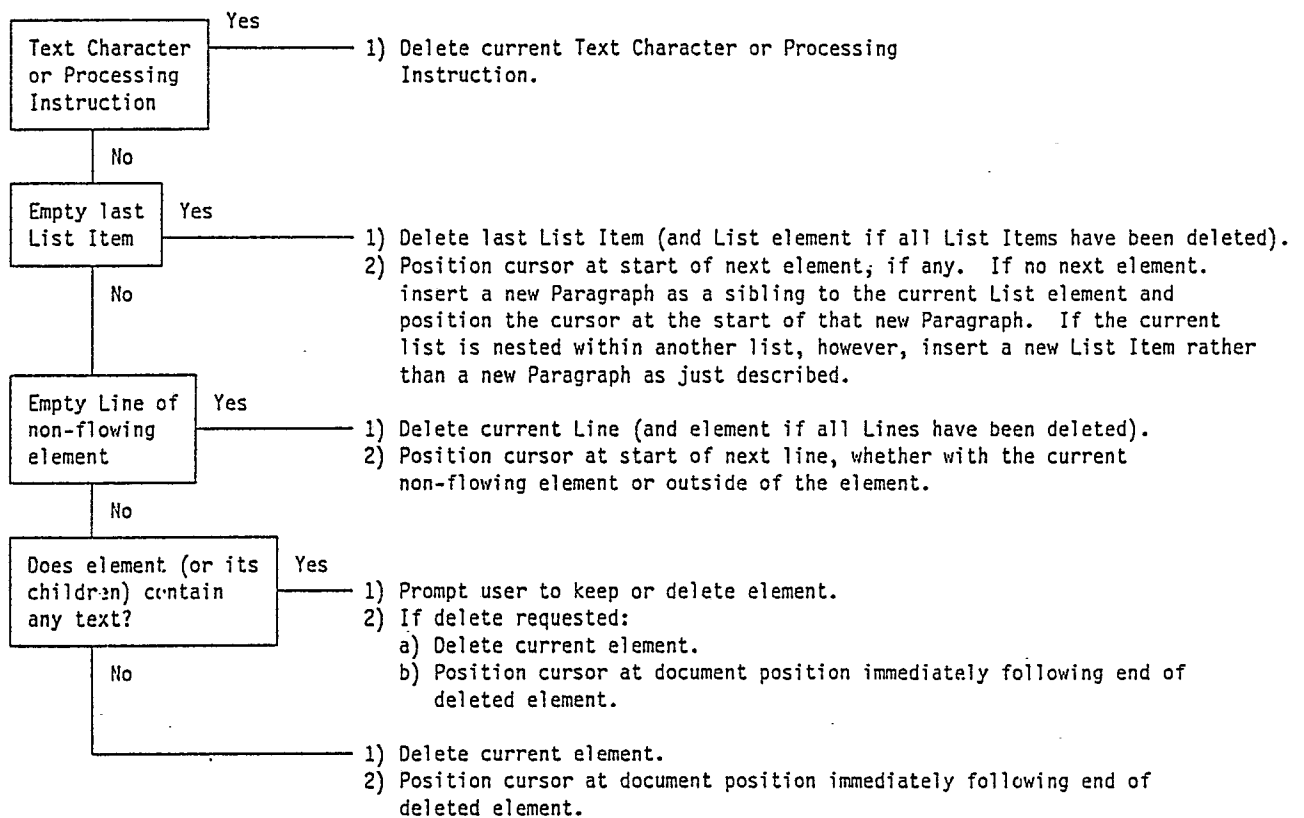 Yes
Text Character
or Processing
Instruction
1) Delete current Text Character or Processing
Instruction.
No
Empty last
List Item
Yes
1) Delete last List Item (and List element if all List Items have been deleted).
2) Position cursor at start of next element, if any. If no next element.
insert a new Paragraph as a sibling to the current List element and
position the cursor at the start of that new Paragraph. If the current
list is nested within another list, however, insert a new List Item rather
than a new Paragraph as just described.
No
Empty Line of
non-flowing
element
Yes
1) Delete current Line (and element if all Lines have been deleted).
2) Position cursor at start of next line, whether with the current
non-flowing element or outside of the element.
No
Does element (or its
children) contain
any text?
Yes
1) Prompt user to keep or delete element.
2) If delete requested:
a) Delete current element.
b) Position cursor at document position immediately following end of
deleted element.
No
1) Delete current element.
2) Position cursor at document position immediately following end of
deleted element.